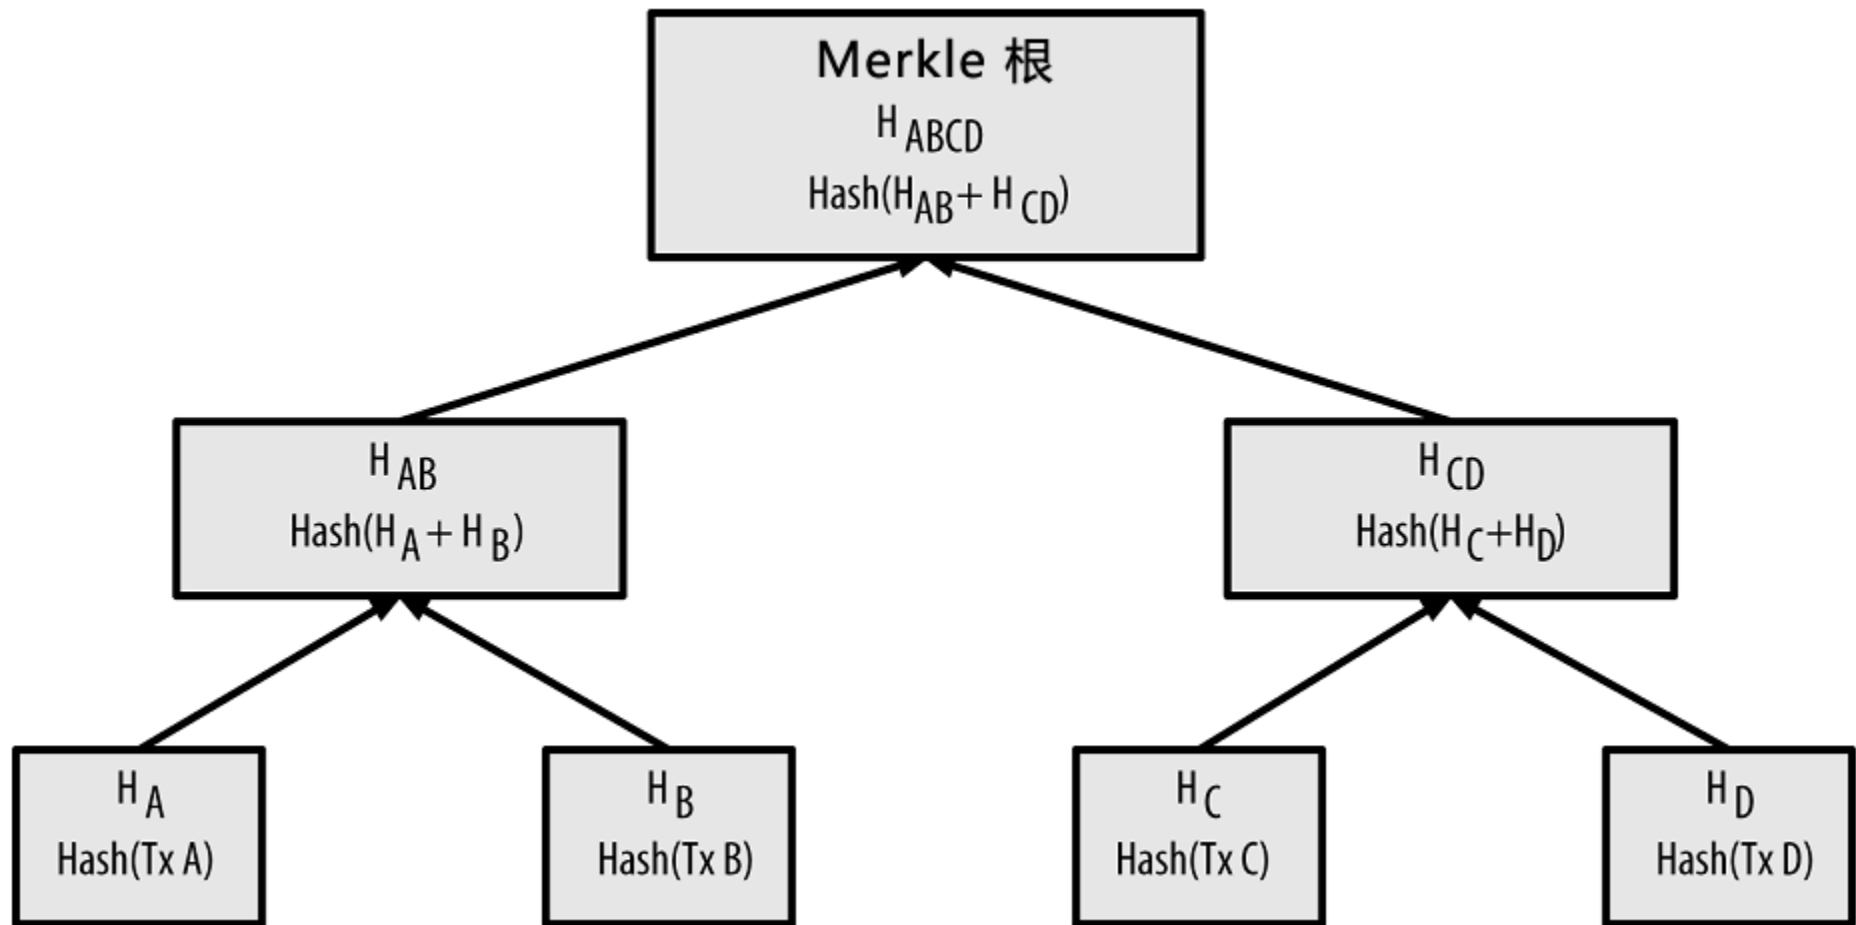 Merkle 根
H ABCD
Hash(HAB+ H CD)
H AB
Hash(H A + H B)
H CD
Hash(H C+HD)
H A
Hash(Tx A)
H B
Hash(Tx B)
H C
Hash(Tx C)
H D
Hash(Tx D)